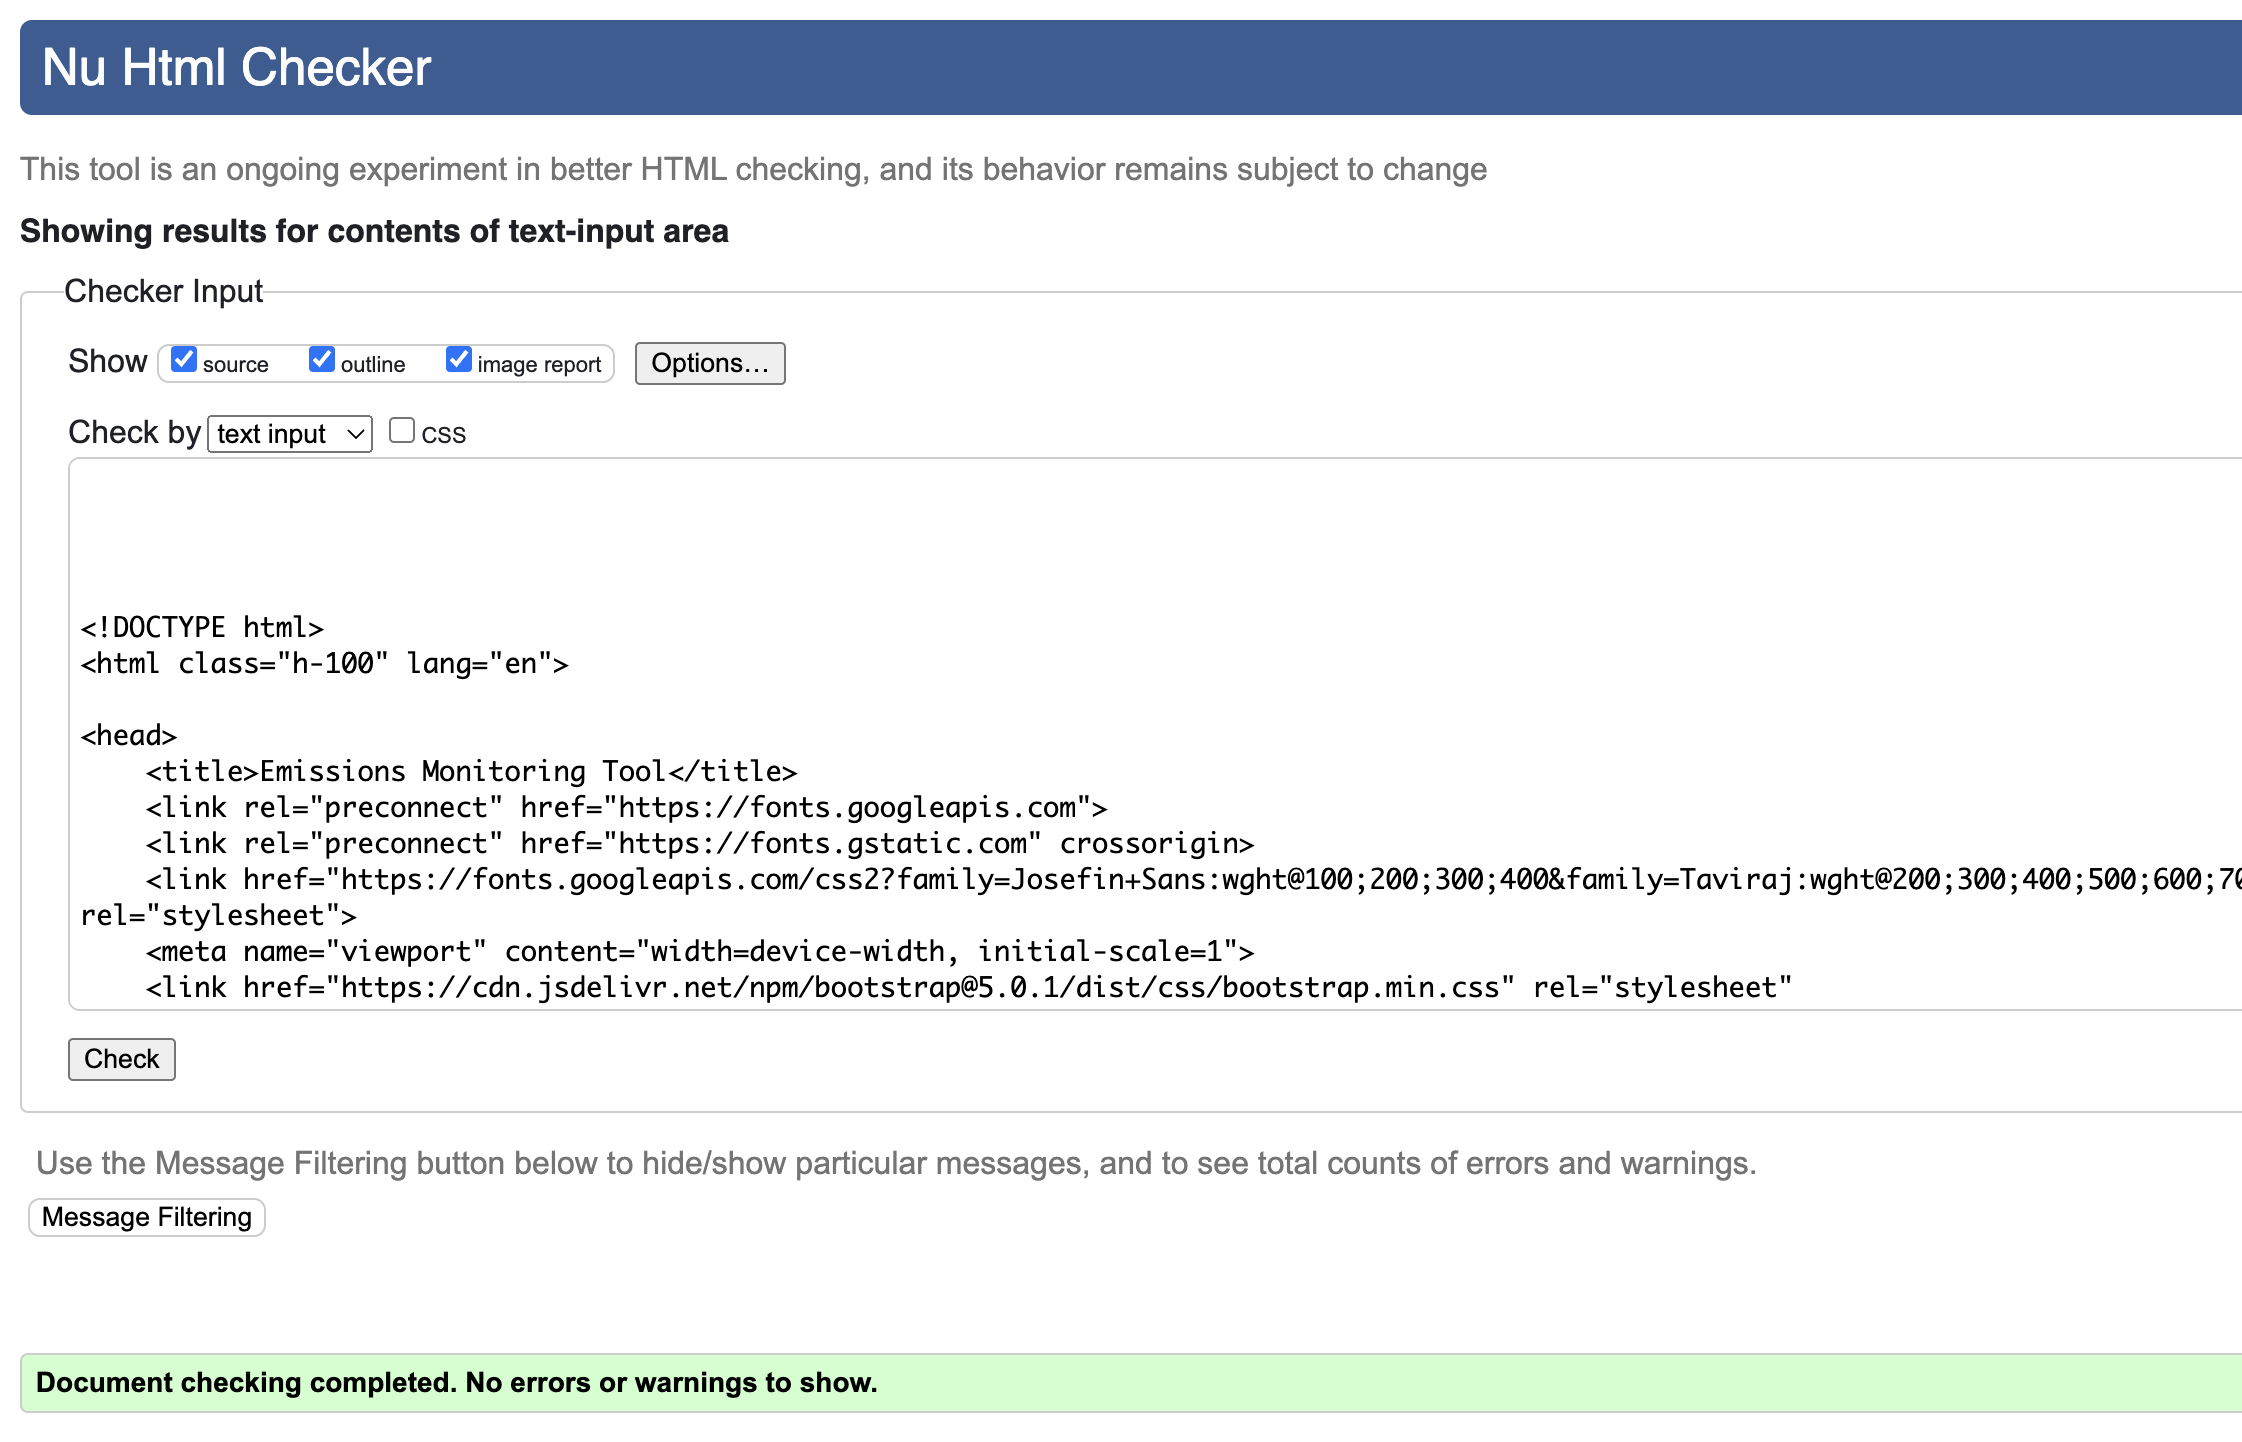 Nu Html Checker
This tool is an ongoing experiment in better HTML checking, and its behavior remains subject to change
Showing results for contents of text-input area
Checker Input
Show source outline image report Options...
Check by text input CSS
<!DOCTYPE html>
<html class="h-100" lang="en">
<head>
    <title>Emissions Monitoring Tool</title>
    <link rel="preconnect" href="https://fonts.googleapis.com">
    <link rel="preconnect" href="https://fonts.gstatic.com" crossorigin>
    <link href="https://fonts.googleapis.com/css2?family=Josefin+Sans:wght@100;200;300;400&family=Taviraj:wght@200;300;400;500;600;70
rel="stylesheet">
    <meta name="viewport" content="width=device-width, initial-scale=1">
    <link href="https://cdn.jsdelivr.net/npm/bootstrap@5.0.1/dist/css/bootstrap.min.css" rel="stylesheet"
Check
Use the Message Filtering button below to hide/show particular messages, and to see total counts of errors and warnings.
Message Filtering
Document checking completed. No errors or warnings to show.